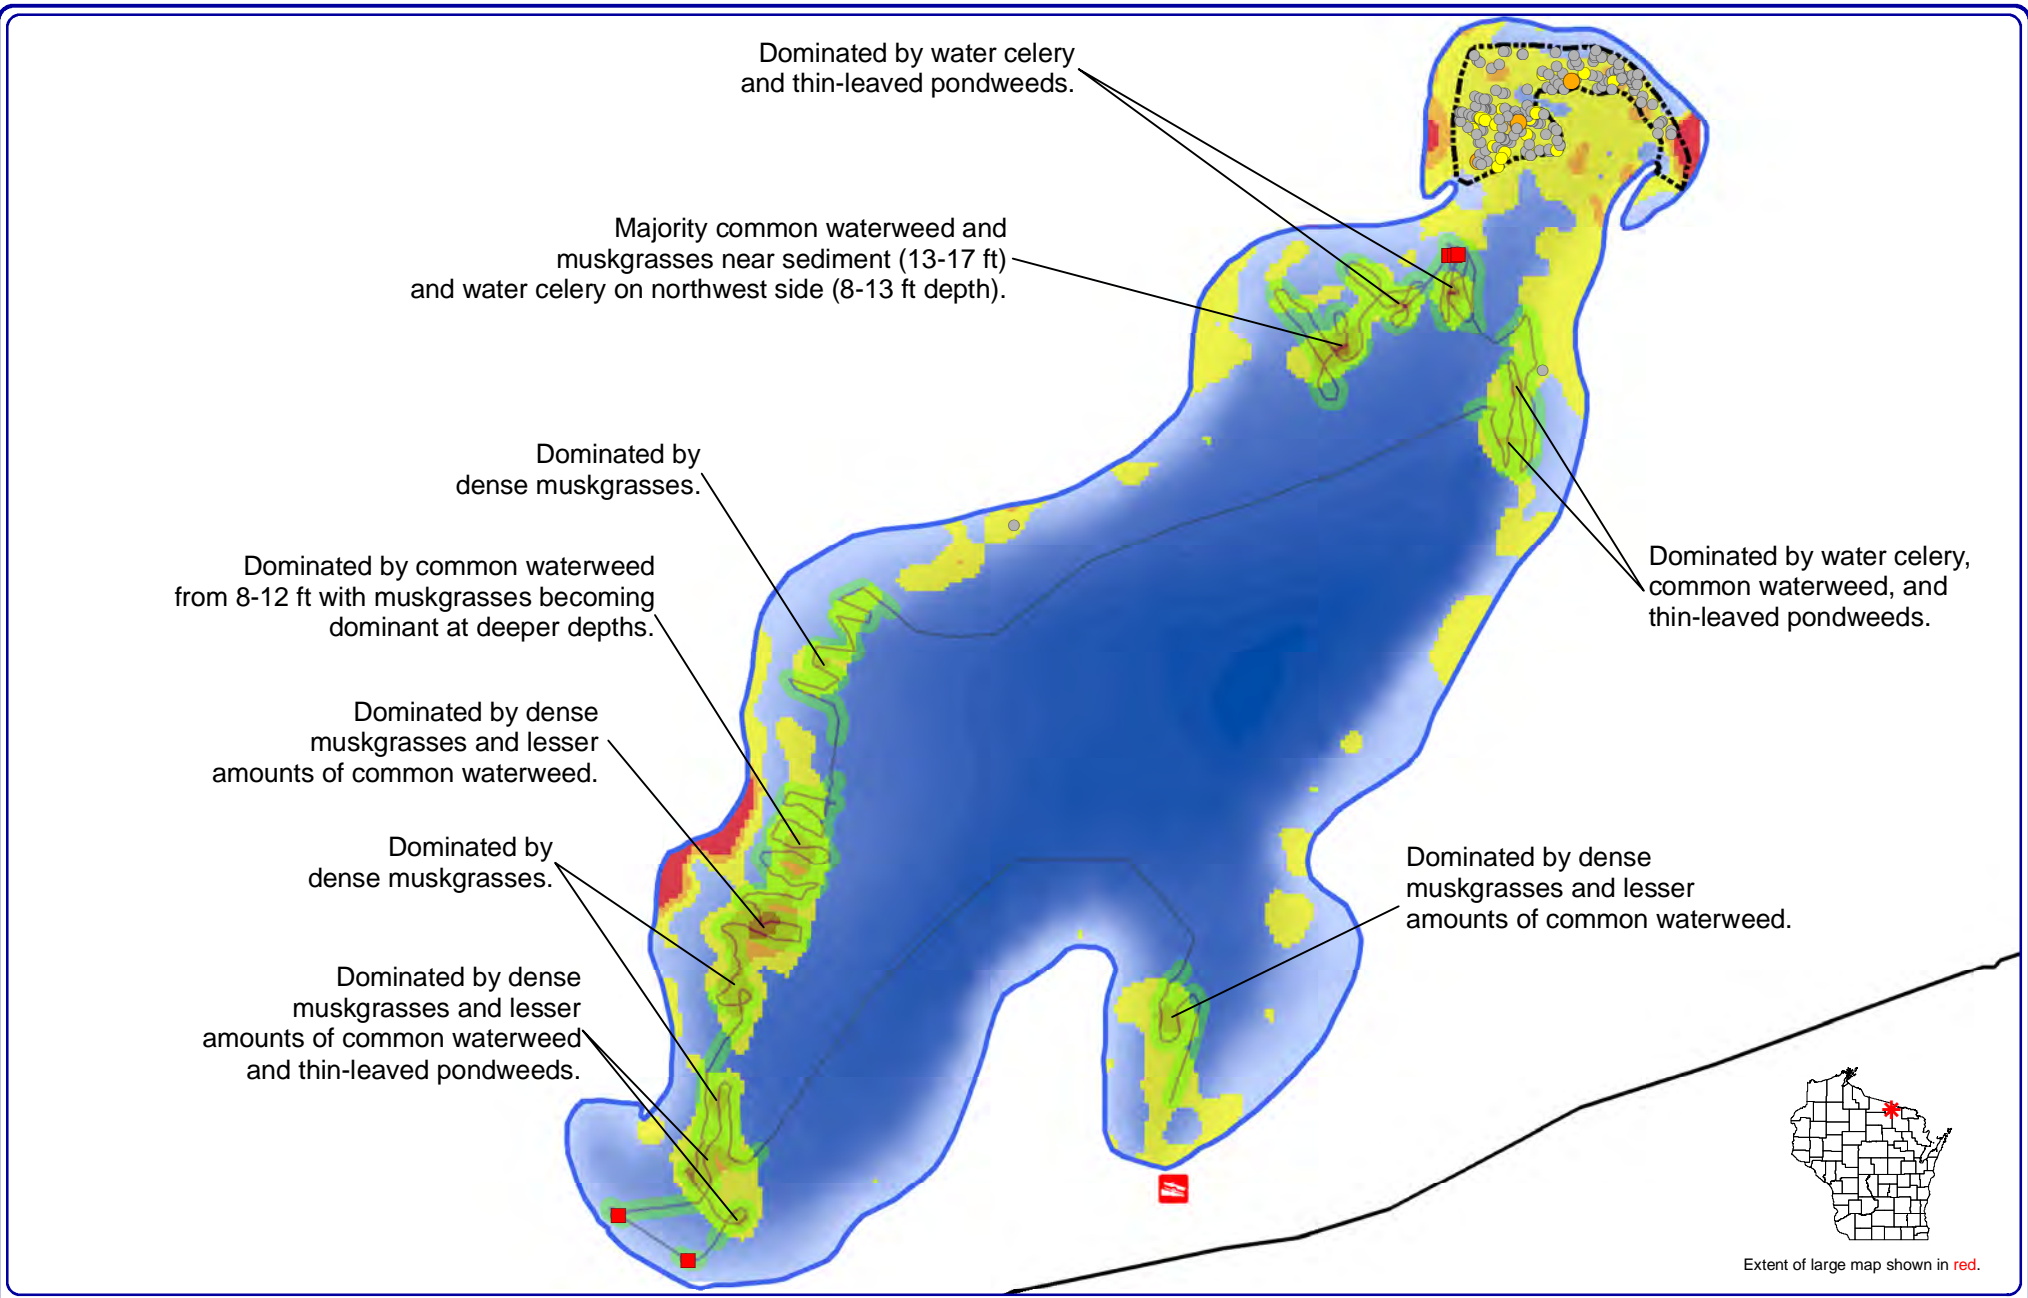 Dominated by water celery
and thin-leaved pondweeds.
Majority common waterweed and
muskgrasses near sediment (13-17 ft)
and water celery on northwest side (8-13 ft depth).
Dominated by
dense muskgrasses.
Dominated by common waterweed
from 8-12 ft with muskgrasses becoming
dominant at deeper depths.
Dominated by water celery,
common waterweed, and
thin-leaved pondweeds.
Dominated by dense
muskgrasses and lesser
amounts of common waterweed.
Dominated by
dense muskgrasses.
Dominated by dense
muskgrasses and lesser
amounts of common waterweed.
Dominated by dense
muskgrasses and lesser
amounts of common waterweed
and thin-leaved pondweeds.
Extent of large map shown in red.